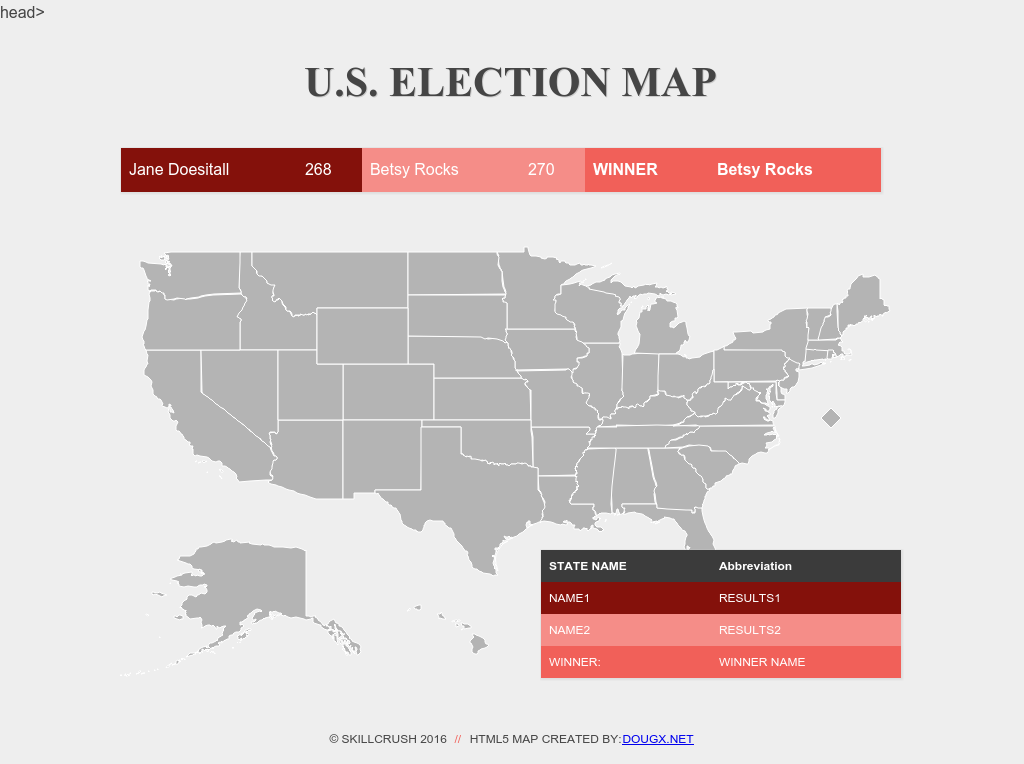 head>
U.S. ELECTION MAP
Jane Doesitall 268 Betsy Rocks 270 WINNER Betsy Rocks
STATE NAME Abbreviation
NAME1 RESULTS1
NAME2 RESULTS2
WINNER: WINNER NAME
© SKILLCRUSH 2016 // HTML5 MAP CREATED BY:DOUGX.NET